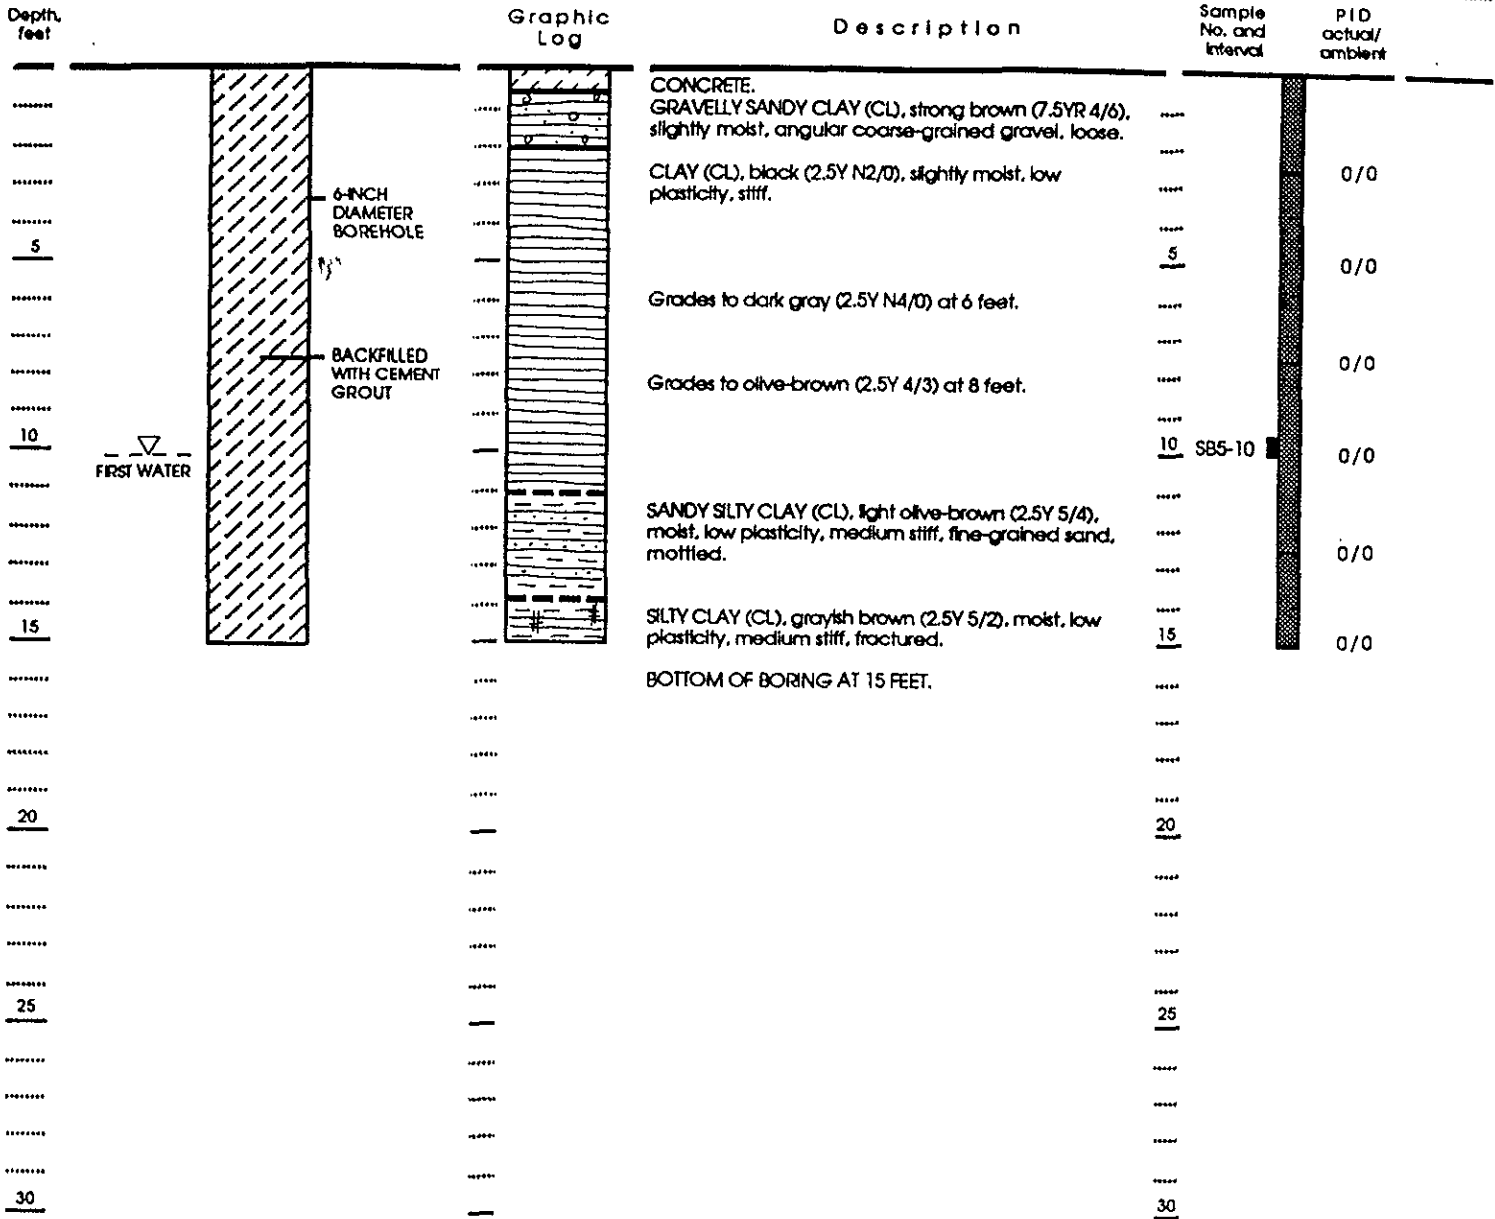 Depth,
feet
Graphic
Log
Description
Sample
No. and
Interval
PID
actual/
ambient
CONCRETE.
GRAVELLY SANDY CLAY (CL), strong brown (7.5YR 4/6),
slightly moist, angular coarse-grained gravel, loose.
CLAY (CL), black (2.5Y N2/0), slightly moist, low
plasticity, stiff.
0/0
6-INCH
DIAMETER
BOREHOLE
5
5
0/0
Grades to dark gray (2.5Y N4/0) at 6 feet.
BACKFILLED
WITH CEMENT
GROUT
0/0
Grades to olive-brown (2.5Y 4/3) at 8 feet.
10
FIRST WATER
10
SB5-10
0/0
SANDY SILTY CLAY (CL), light olive-brown (2.5Y 5/4),
moist, low plasticity, medium stiff, fine-grained sand,
mottled.
0/0
15
SILTY CLAY (CL), grayish brown (2.5Y 5/2), moist, low
plasticity, medium stiff, fractured.
15
0/0
BOTTOM OF BORING AT 15 FEET.
20
20
25
25
30
30